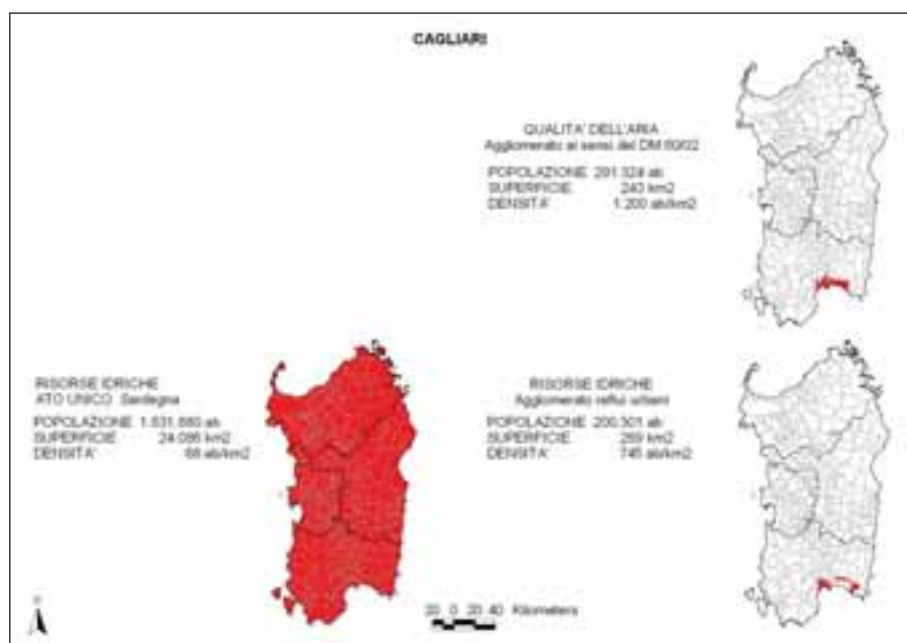 CAGLIARI
QUALITA' DELL'ARIA
Agglomerato ai sensi del DM 60/02
POPOLAZIONE 291.324 ab
SUPERFICIE 243 km2
DENSITA' 1.200 ab/km2
RISORSE IDRICHE
ATO UNICO Sardegna
POPOLAZIONE 1.631.880 ab
SUPERFICIE 24.086 km2
DENSITA' 68 ab/km2
RISORSE IDRICHE
Agglomerato reflui urbani
POPOLAZIONE 200.501 ab
SUPERFICIE 269 km2
DENSITA' 745 ab/km2
20 0 20 40 Kilometers